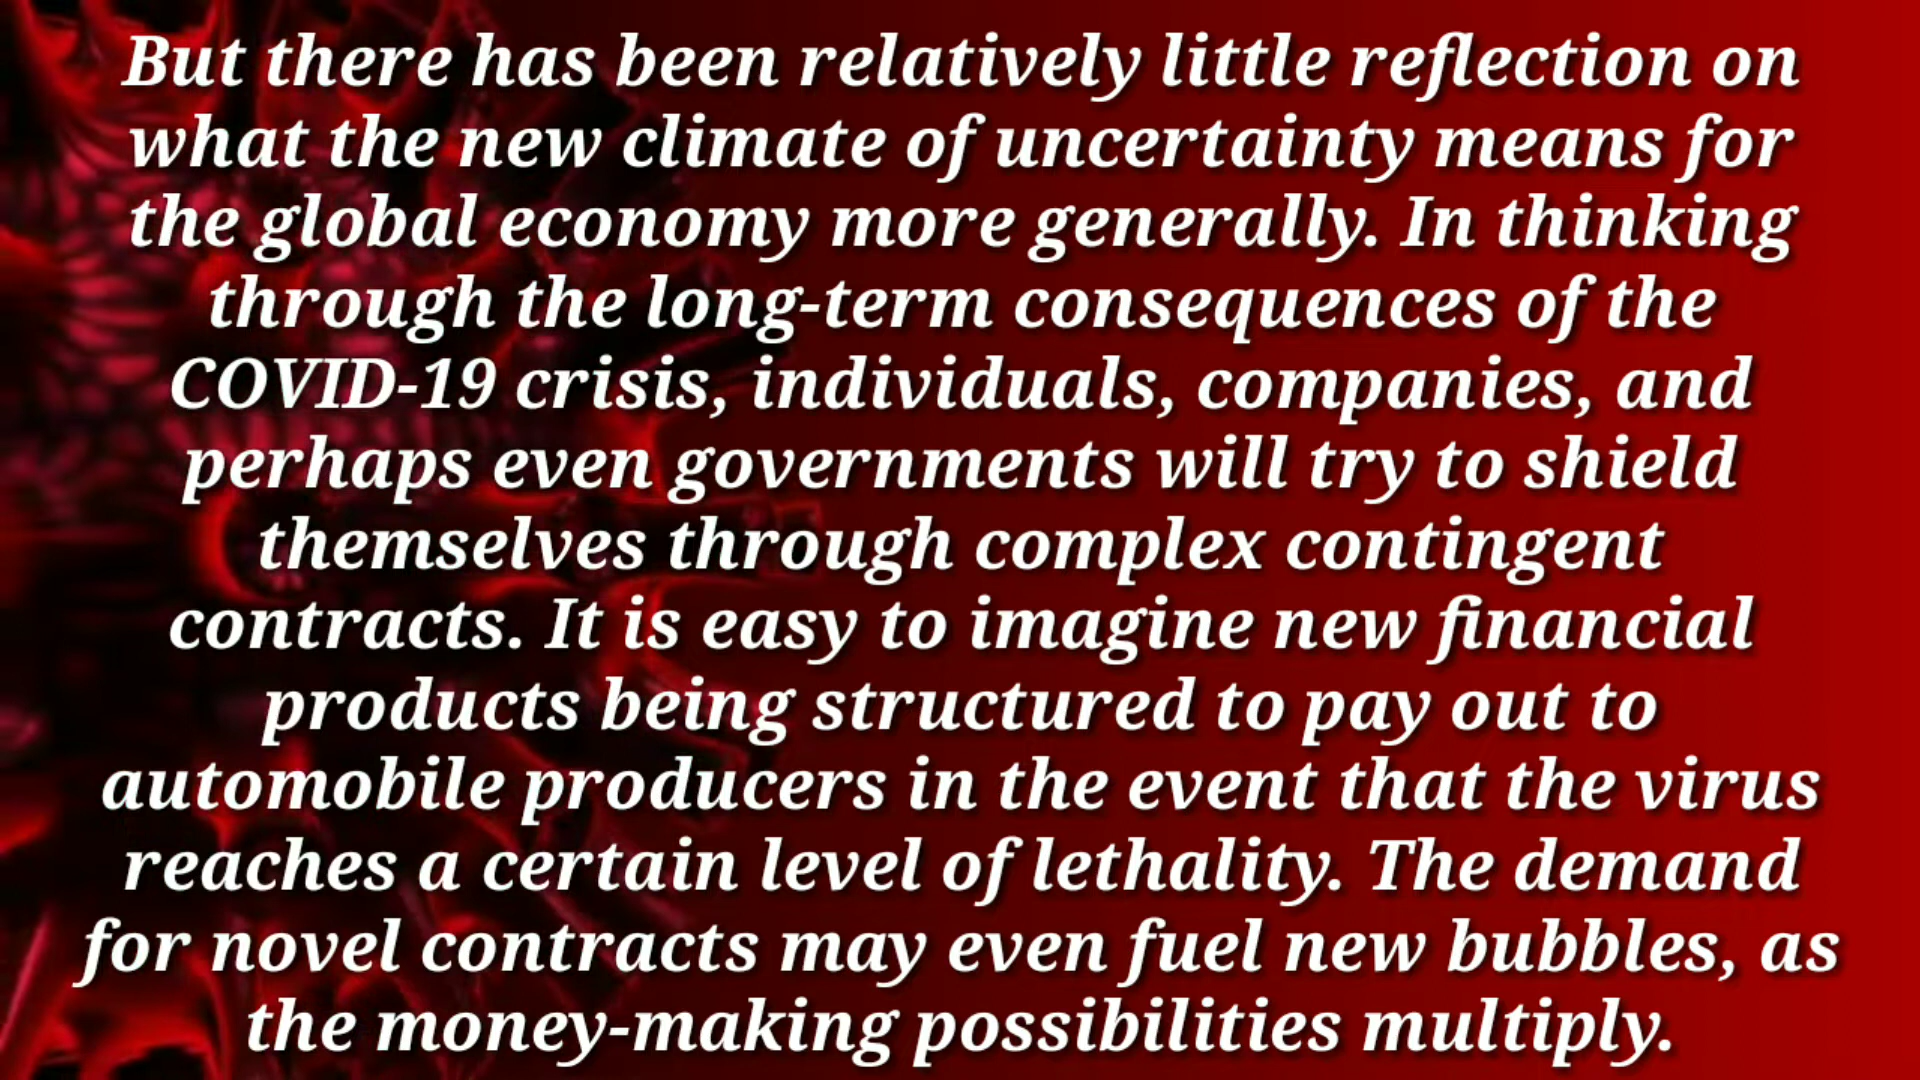 But there has been relatively little reflection on
what the new climate of uncertainty means for
the global economy more generally. In thinking
through the long-term consequences of the
COVID-19 crisis, individuals, companies, and
perhaps even governments will try to shield
themselves through complex contingent
contracts. It is easy to imagine new financial
products being structured to pay out to
automobile producers in the event that the virus
reaches a certain level of lethality. The demand
for novel contracts may even fuel new bubbles, as
the money-making possibilities multiply.